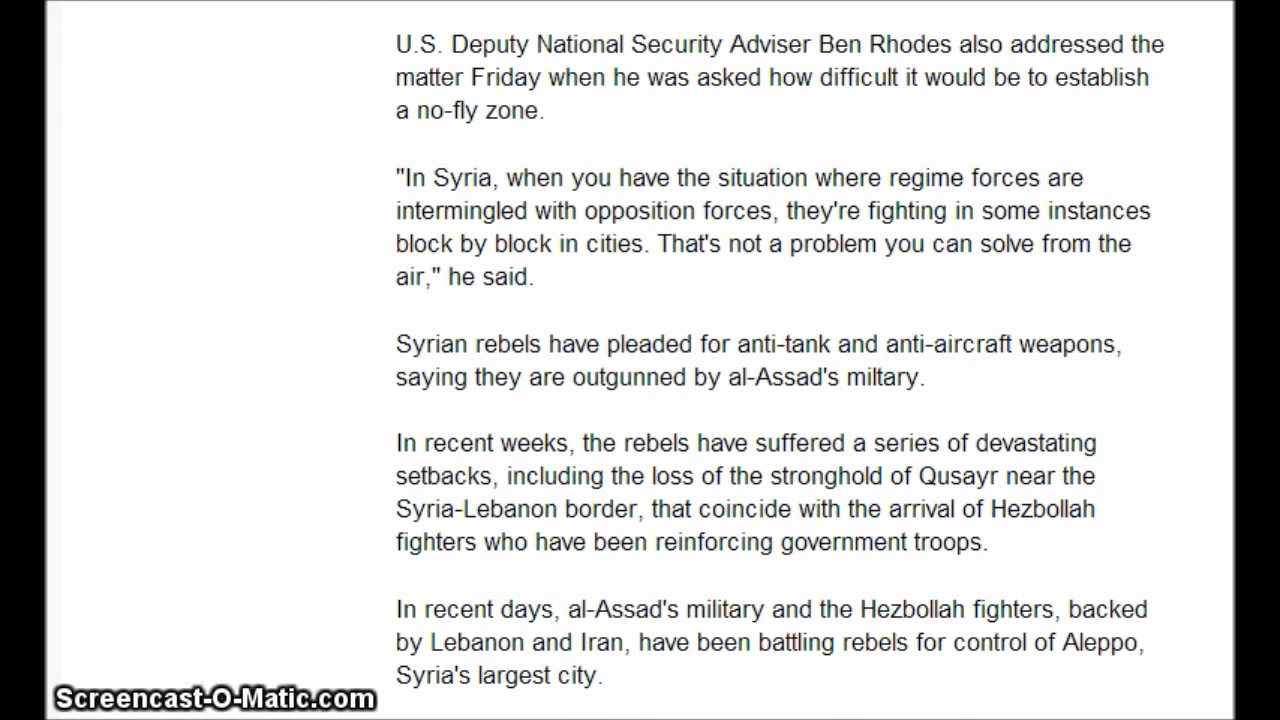 U.S. Deputy National Security Adviser Ben Rhodes also addressed the
matter Friday when he was asked how difficult it would be to establish
a no-fly zone.
"In Syria, when you have the situation where regime forces are
intermingled with opposition forces, they're fighting in some instances
block by block in cities. That's not a problem you can solve from the
air," he said.
Syrian rebels have pleaded for anti-tank and anti-aircraft weapons,
saying they are outgunned by al-Assad's miltary.
In recent weeks, the rebels have suffered a series of devastating
setbacks, including the loss of the stronghold of Qusayr near the
Syria-Lebanon border, that coincide with the arrival of Hezbollah
fighters who have been reinforcing government troops.
In recent days, al-Assad's military and the Hezbollah fighters, backed
by Lebanon and Iran, have been battling rebels for control of Aleppo,
Syria's largest city.
Screencast-O-Matic.com